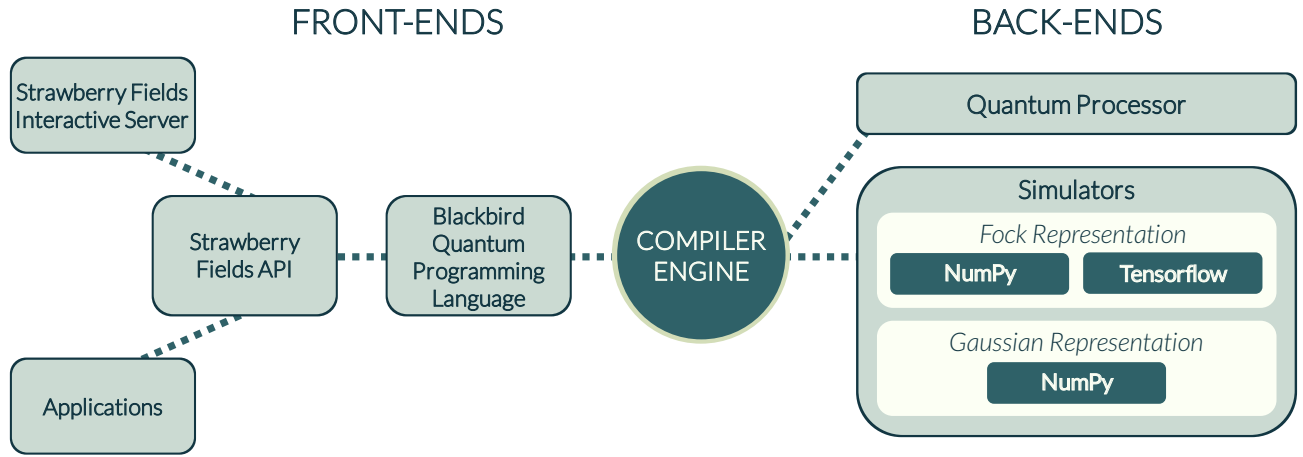 FRONT-ENDS
BACK-ENDS
Strawberry Fields
Interactive Server
Strawberry
Fields API
Applications
Blackbird
Quantum
Programming
Language
COMPILER
ENGINE
Quantum Processor
Simulators
Fock Representation
NumPy
Tensorflow
Gaussian Representation
NumPy